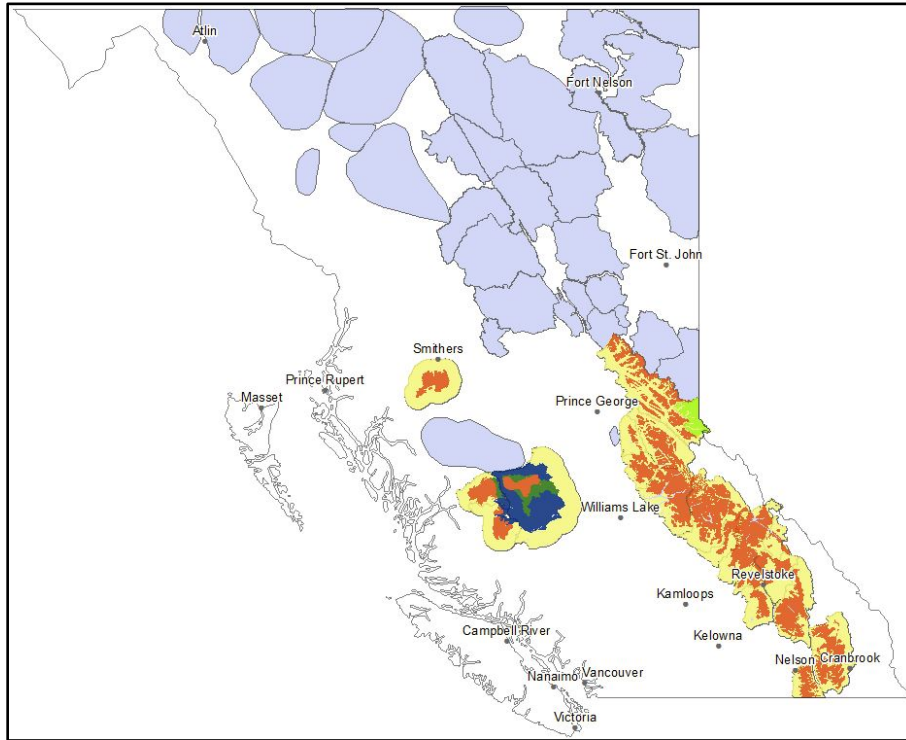 Atlin
Fort Nelson
Fort St. John
Smithers
Prince Rupert
Masset
Prince George
Williams Lake
Revelstoke
Kamloops
Kelowna
Campbell River
Nelson
Cranbrook
Nanaimo
Vancouver
Victoria